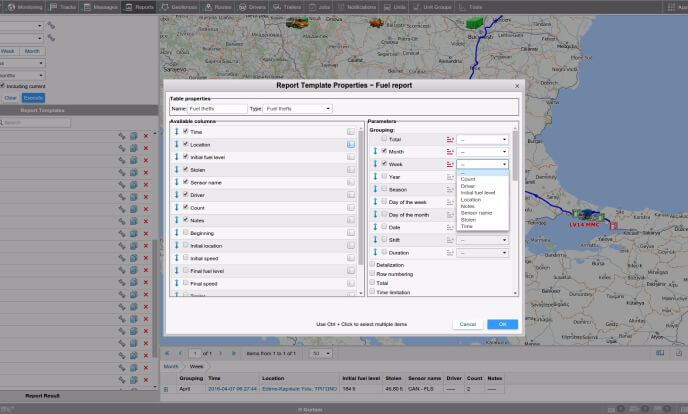 Monitoring Tracks Messages Reports Geofences Routes Drivers Trailers Jobs Notifications Units Unit Groups Tools
Week Month
Including current
Clear Execute
Report Templates
Search
Report Template Properties – Fuel report
Table properties
Name: Fuel thefts Type: Fuel thefts
Available columns
Time
Location
Initial fuel level
Stolen
Sensor name
Driver
Count
Notes
Beginning
Initial location
Initial speed
Final fuel level
Final speed
Parameters
Grouping:
Total --
Month --
Week --
Year
Season
Day of the week
Day of the month
Date
Shift --
Duration --
--
Count
Driver
Initial fuel level
Location
Notes
Sensor name
Stolen
Time
Detalization
Row numbering
Total
Time limitation
Use Ctrl + Click to select multiple items
Cancel OK
LV14 MMC
1 of 1 Items from 1 to 1 of 1 50
Month Week
Grouping Time Location Initial fuel level Stolen Sensor name Driver Count Notes
April 2016-04-07 06:27:44 184 lt 46.80 lt CAN - FLS ----- 2 -----
Report Result
© Gurtam